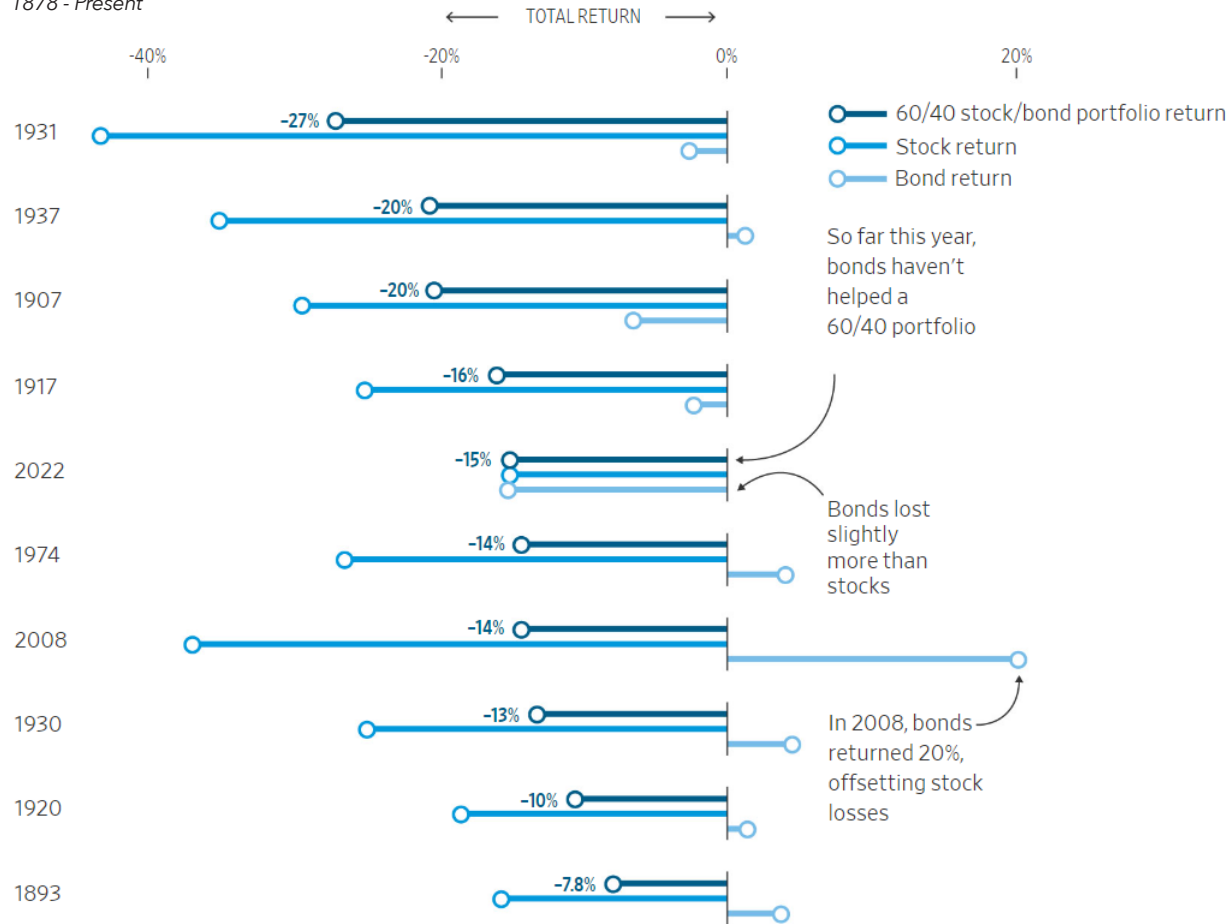 1878 - Present
TOTAL RETURN
-40%
-20%
0%
20%
60/40 stock/bond portfolio return
Stock return
Bond return
1931
-27%
1937
-20%
So far this year,
bonds haven't
helped a
60/40 portfolio
1907
-20%
1917
-16%
2022
-15%
Bonds lost
slightly
more than
stocks
1974
-14%
2008
-14%
In 2008, bonds
returned 20%,
offsetting stock
losses
1930
-13%
1920
-10%
1893
-7.8%